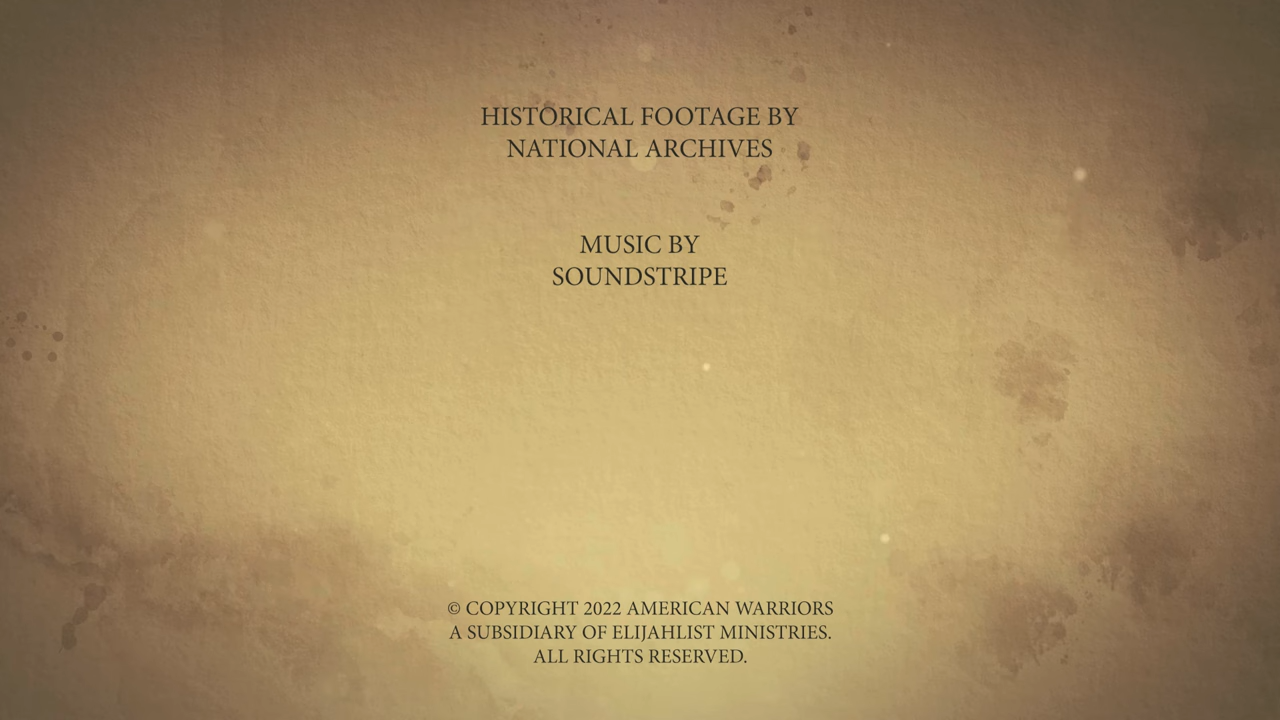 HISTORICAL FOOTAGE BY
NATIONAL ARCHIVES
MUSIC BY
SOUNDSTRIPE
© COPYRIGHT 2022 AMERICAN WARRIORS
A SUBSIDIARY OF ELIJAHLIST MINISTRIES.
ALL RIGHTS RESERVED.